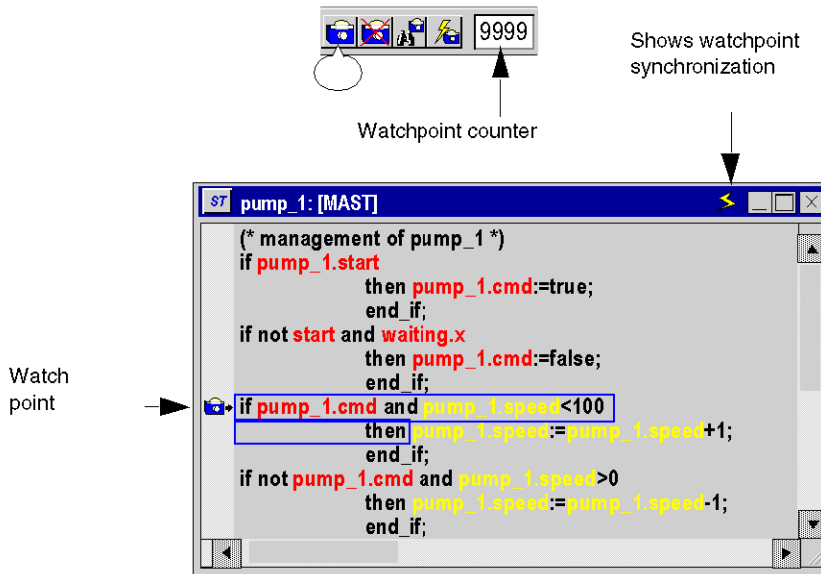 9999
Shows watchpoint
synchronization
Watchpoint counter
ST pump_1: [MAST]
(* management of pump_1 *)
if pump_1.start
then pump_1.cmd:=true;
end_if;
if not start and waiting.x
then pump_1.cmd:=false;
end_if;
Watch
point
if pump_1.cmd and pump_1.speed<100
then pump_1.speed:=pump_1.speed+1;
end_if;
if not pump_1.cmd and pump_1.speed>0
then pump_1.speed:=pump_1.speed-1;
end_if;